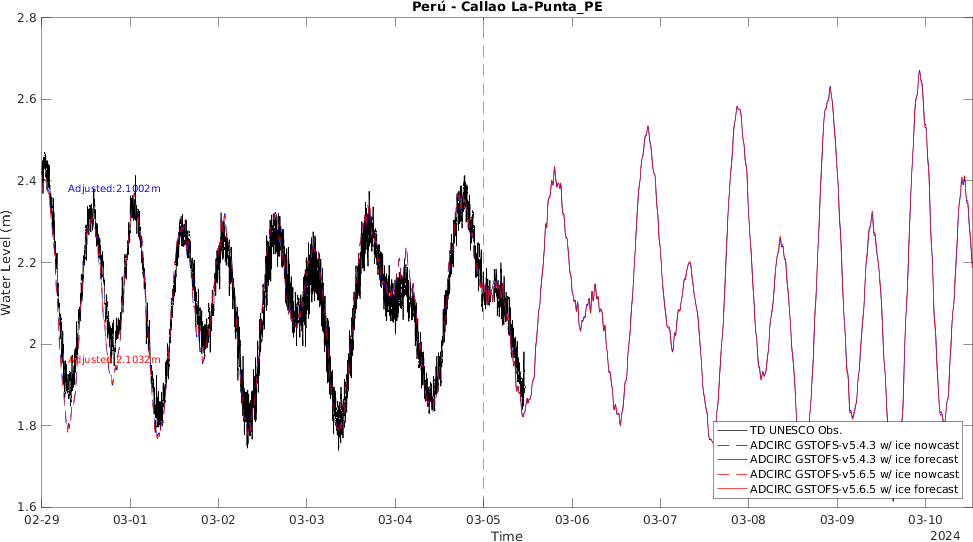 Perú - Callao La-Punta_PE
2.8
2.6
2.4
2.2
2
1.8
1.6
Water Level (m)
Adjusted:2.1002m
Adjusted:2.1032m
TD UNESCO Obs.
ADCIRC GSTOFS-v5.4.3 w/ ice nowcast
ADCIRC GSTOFS-v5.4.3 w/ ice forecast
ADCIRC GSTOFS-v5.6.5 w/ ice nowcast
ADCIRC GSTOFS-v5.6.5 w/ ice forecast
02-29 03-01 03-02 03-03 03-04 03-05 03-06 03-07 03-08 03-09 03-10
Time
2024